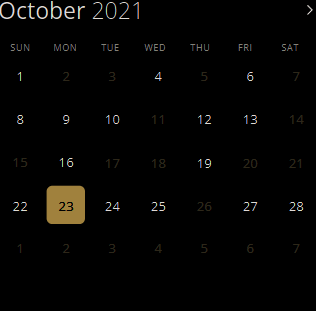 October 2021 >
SUN MON TUE WED THU FRI SAT
1 2 3 4 5 6 7
8 9 10 11 12 13 14
15 16 17 18 19 20 21
22 23 24 25 26 27 28
1 2 3 4 5 6 7